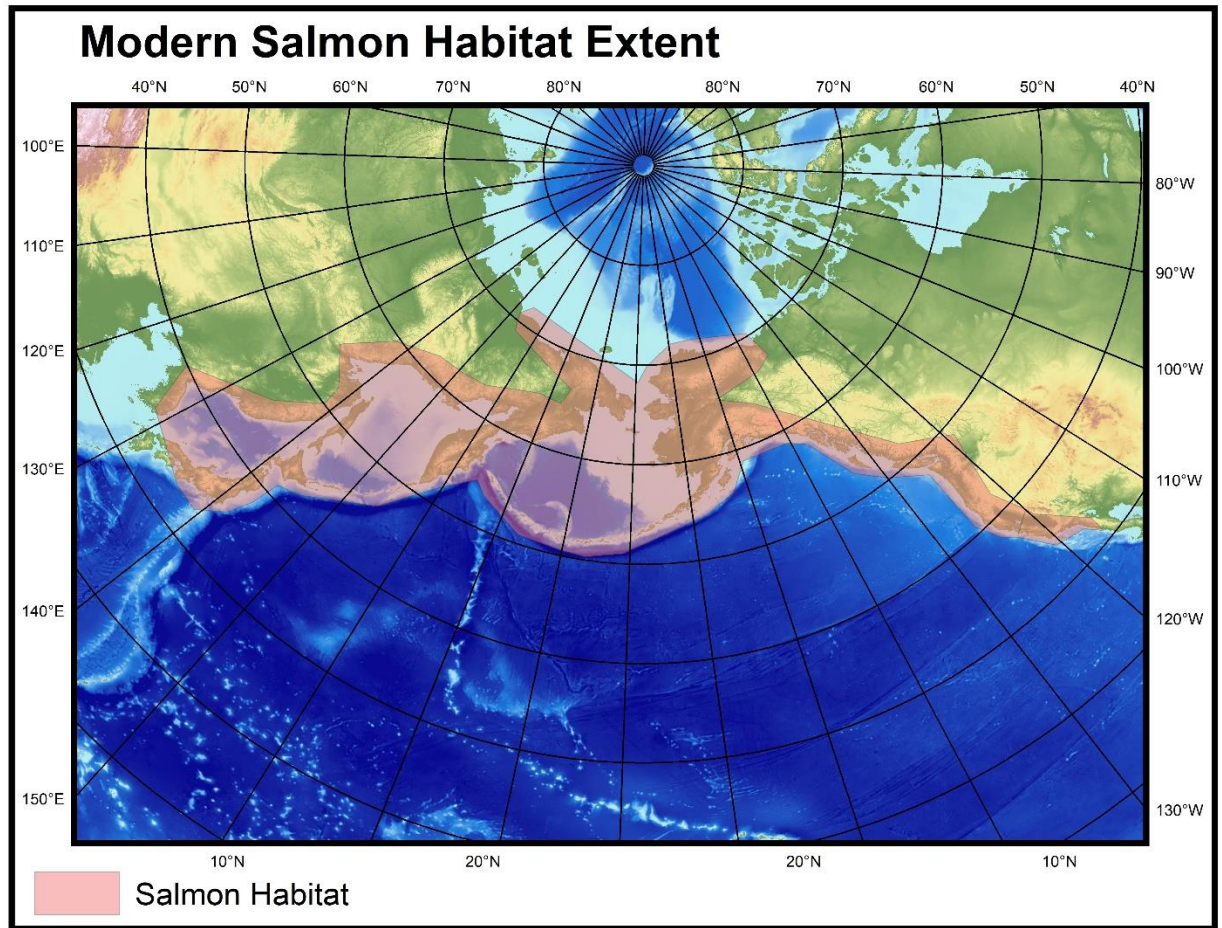 Modern Salmon Habitat Extent
40°N 50°N 60°N 70°N 80°N 80°N 70°N 60°N 50°N 40°N
100°E
80°W
110°E
90°W
120°E
100°W
130°E
110°W
140°E
120°W
150°E
130°W
10°N 20°N 20°N 10°N
Salmon Habitat